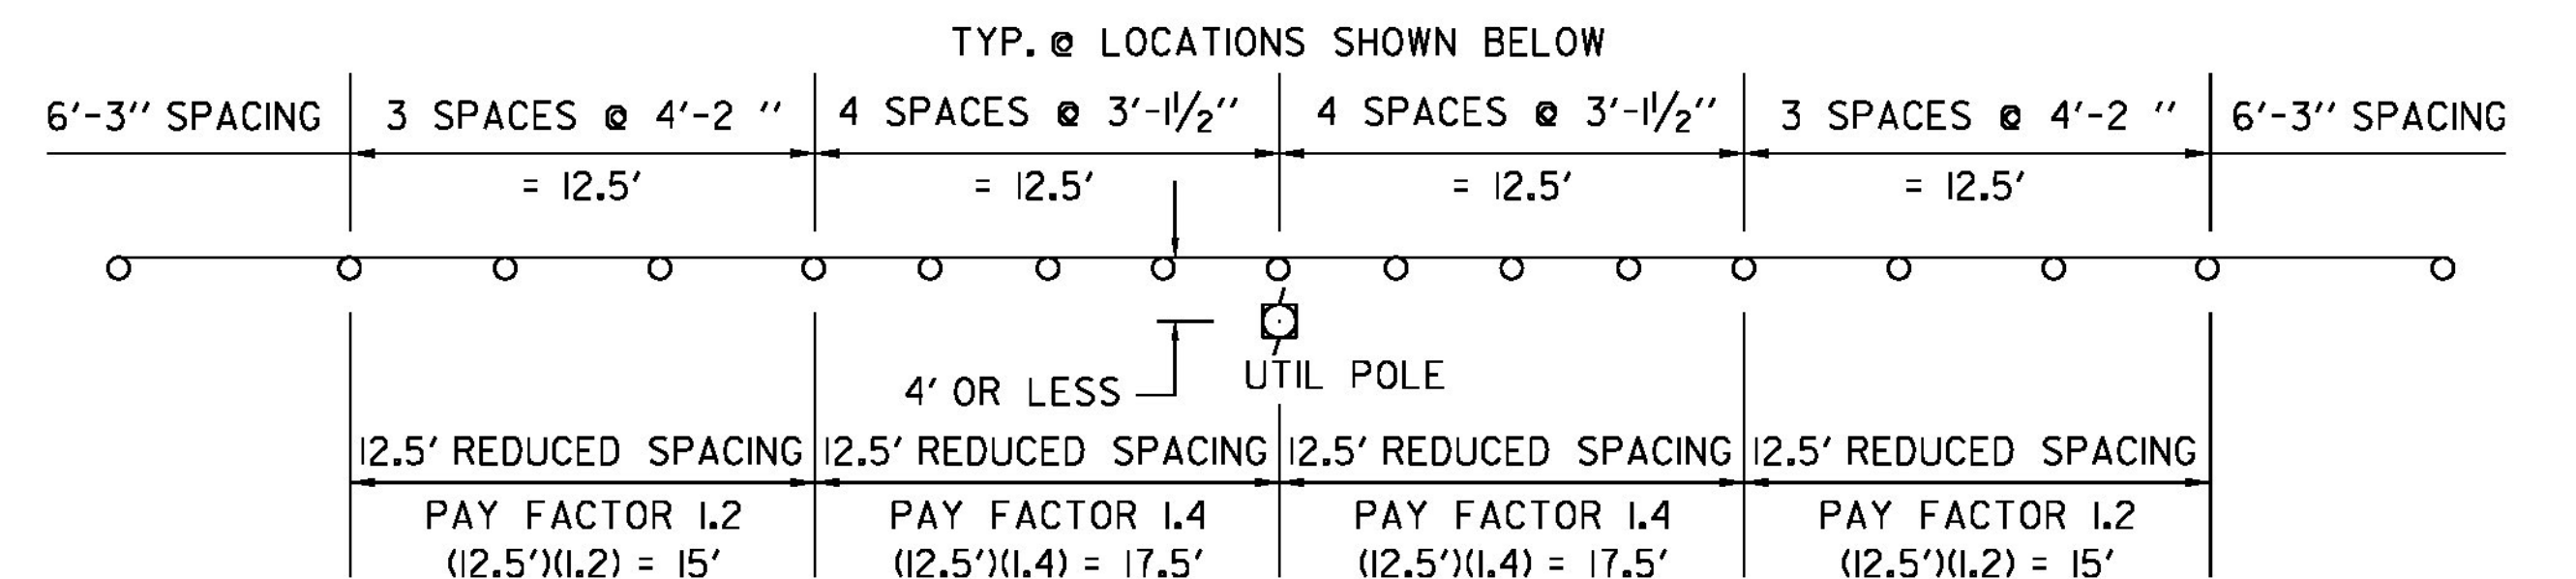 TYP. @ LOCATIONS SHOWN BELOW
6'-3" SPACING
3 SPACES @ 4'-2 "
4 SPACES @ 3'-1 1/2"
4 SPACES @ 3'-1 1/2"
3 SPACES @ 4'-2 "
6'-3" SPACING
= 12.5'
= 12.5'
= 12.5'
= 12.5'
4' OR LESS
UTIL POLE
12.5' REDUCED SPACING
12.5' REDUCED SPACING
12.5' REDUCED SPACING
12.5' REDUCED SPACING
PAY FACTOR 1.2
PAY FACTOR 1.4
PAY FACTOR 1.4
PAY FACTOR 1.2
(12.5')(1.2) = 15'
(12.5')(1.4) = 17.5'
(12.5')(1.4) = 17.5'
(12.5')(1.2) = 15'